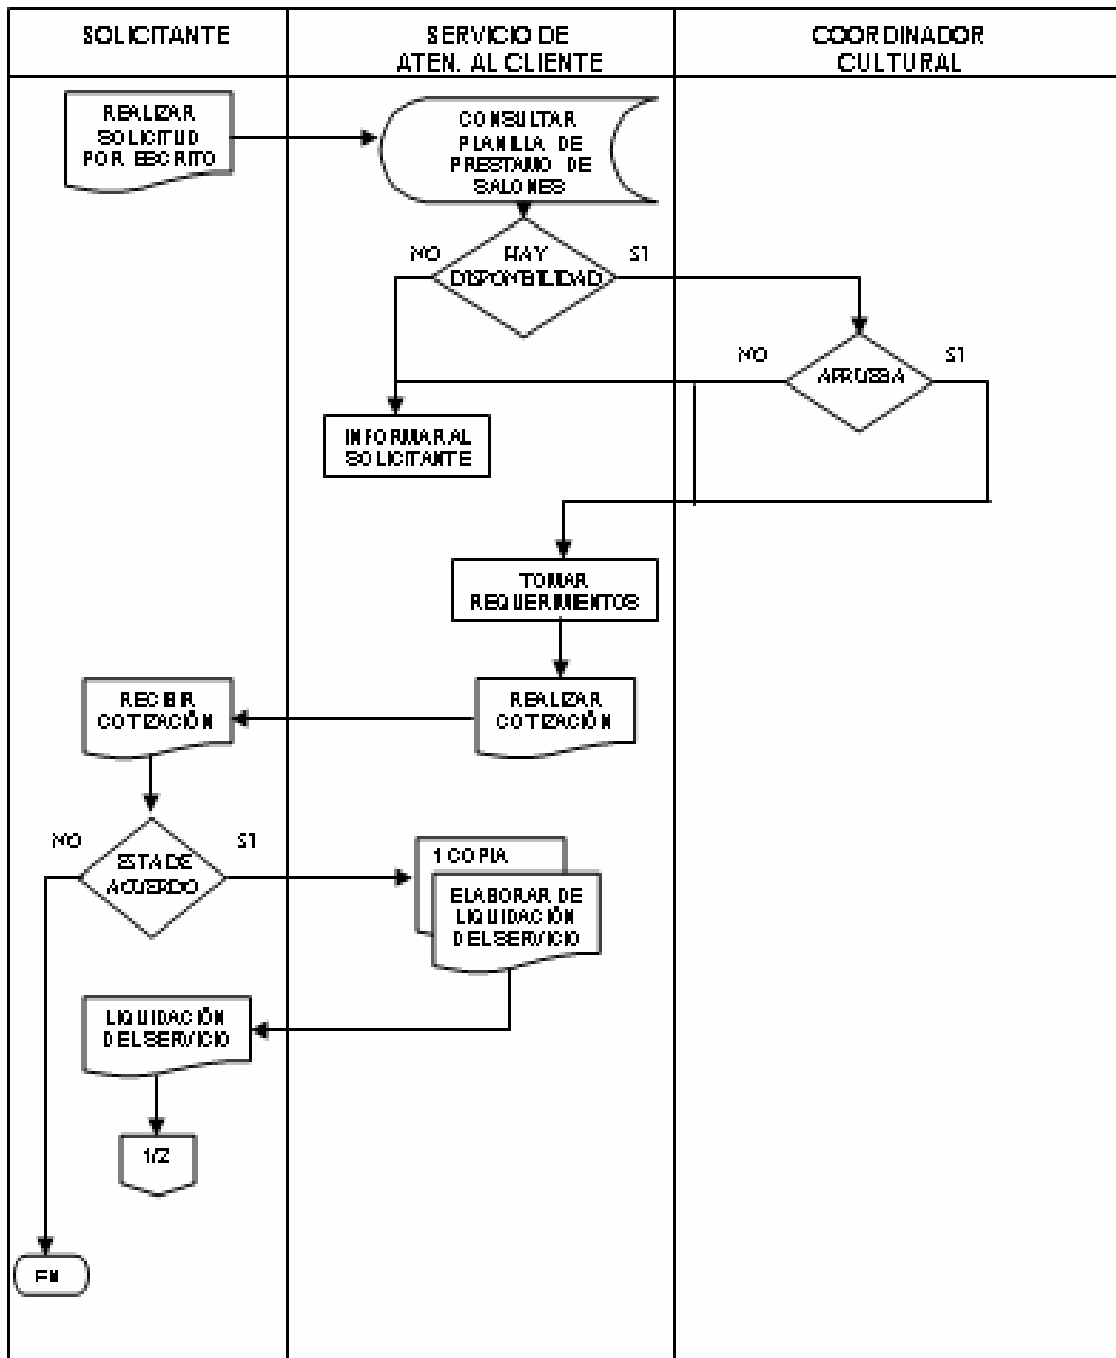 SOLICITANTE
SERVICIO DE
ATEN. AL CLIENTE
COORDINADOR
CULTURAL
REALIZAR
SOLICITUD
POR ESCRITO
CONSULTAR
PLANILLA DE
PRESTAMO DE
SALONES
NO
HAY
DISPONIBILIDAD
SI
NO
APRUEBA
SI
INFORMAR AL
SOLICITANTE
TOMAR
REQUERIMIENTOS
RECIBIR
COTIZACIÓN
REALIZAR
COTIZACIÓN
NO
ESTA DE
ACUERDO
SI
1 COPIA
ELABORAR DE
LIQUIDACIÓN
DEL SERVICIO
LIQUIDACIÓN
DEL SERVICIO
1/2
FIN